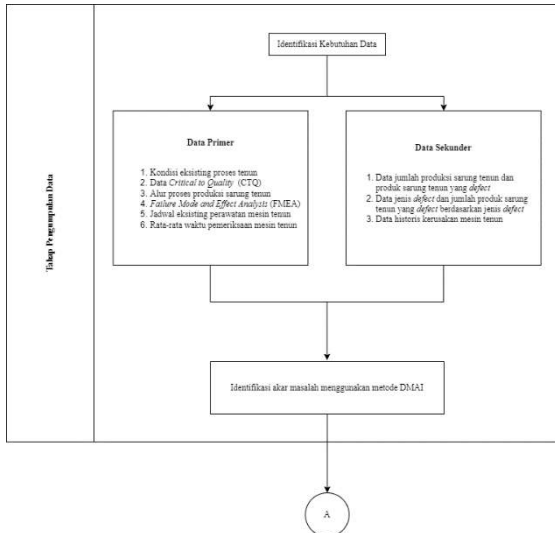 Identifikasi Kebutuhan Data
Tahap Pengumpulan Data
Data Primer
1. Kondisi eksisting proses tenun
2. Data Critical to Quality (CTQ)
3. Alur proses produksi sarung tenun
4. Failure Mode and Effect Analysis (FMEA)
5. Jadwal eksisting perawatan mesin tenun
6. Rata-rata waktu pemeriksaan mesin tenun
Data Sekunder
1. Data jumlah produksi sarung tenun dan
produk sarung tenun yang defect
2. Data jenis defect dan jumlah produk sarung
tenun yang defect berdasarkan jenis defect
3. Data historis kerusakan mesin tenun
Identifikasi akar masalah menggunakan metode DMAI
A